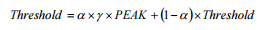 Threshold = α × γ × PEAK + (1 – α) × Threshold